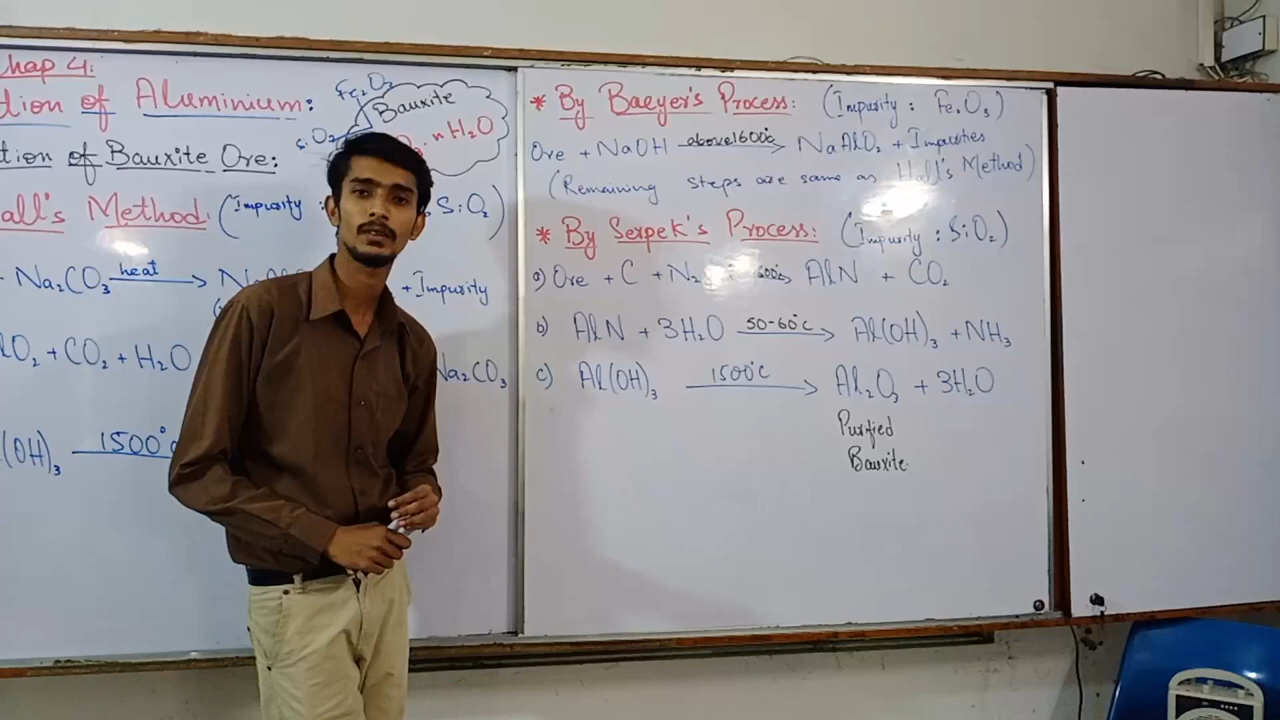 hap 4:
tion of Aluminium:
Fe₂O₃
Bauxite
nH₂O
tion of Bauxite Ore:
all's Method: (Impurity : SiO₂)
Na₂CO₃ heat → + Impurity
lO₂ + CO₂ + H₂O Na₂CO₃
(OH)₃ 1500°
* By Baeyer's Process: (Impurity : Fe₂O₃)
Ore + NaOH above 1600°c → NaAlO₂ + Impurities
(Remaining steps are same as Hall's Method)
* By Serpek's Process: (Impurity : SiO₂)
a) Ore + C + N₂ → AlN + CO₂
b) AlN + 3H₂O 50-60°C → Al(OH)₃ + NH₃
c) Al(OH)₃ 1500°C → Al₂O₃ + 3H₂O
Purified
Bauxite.